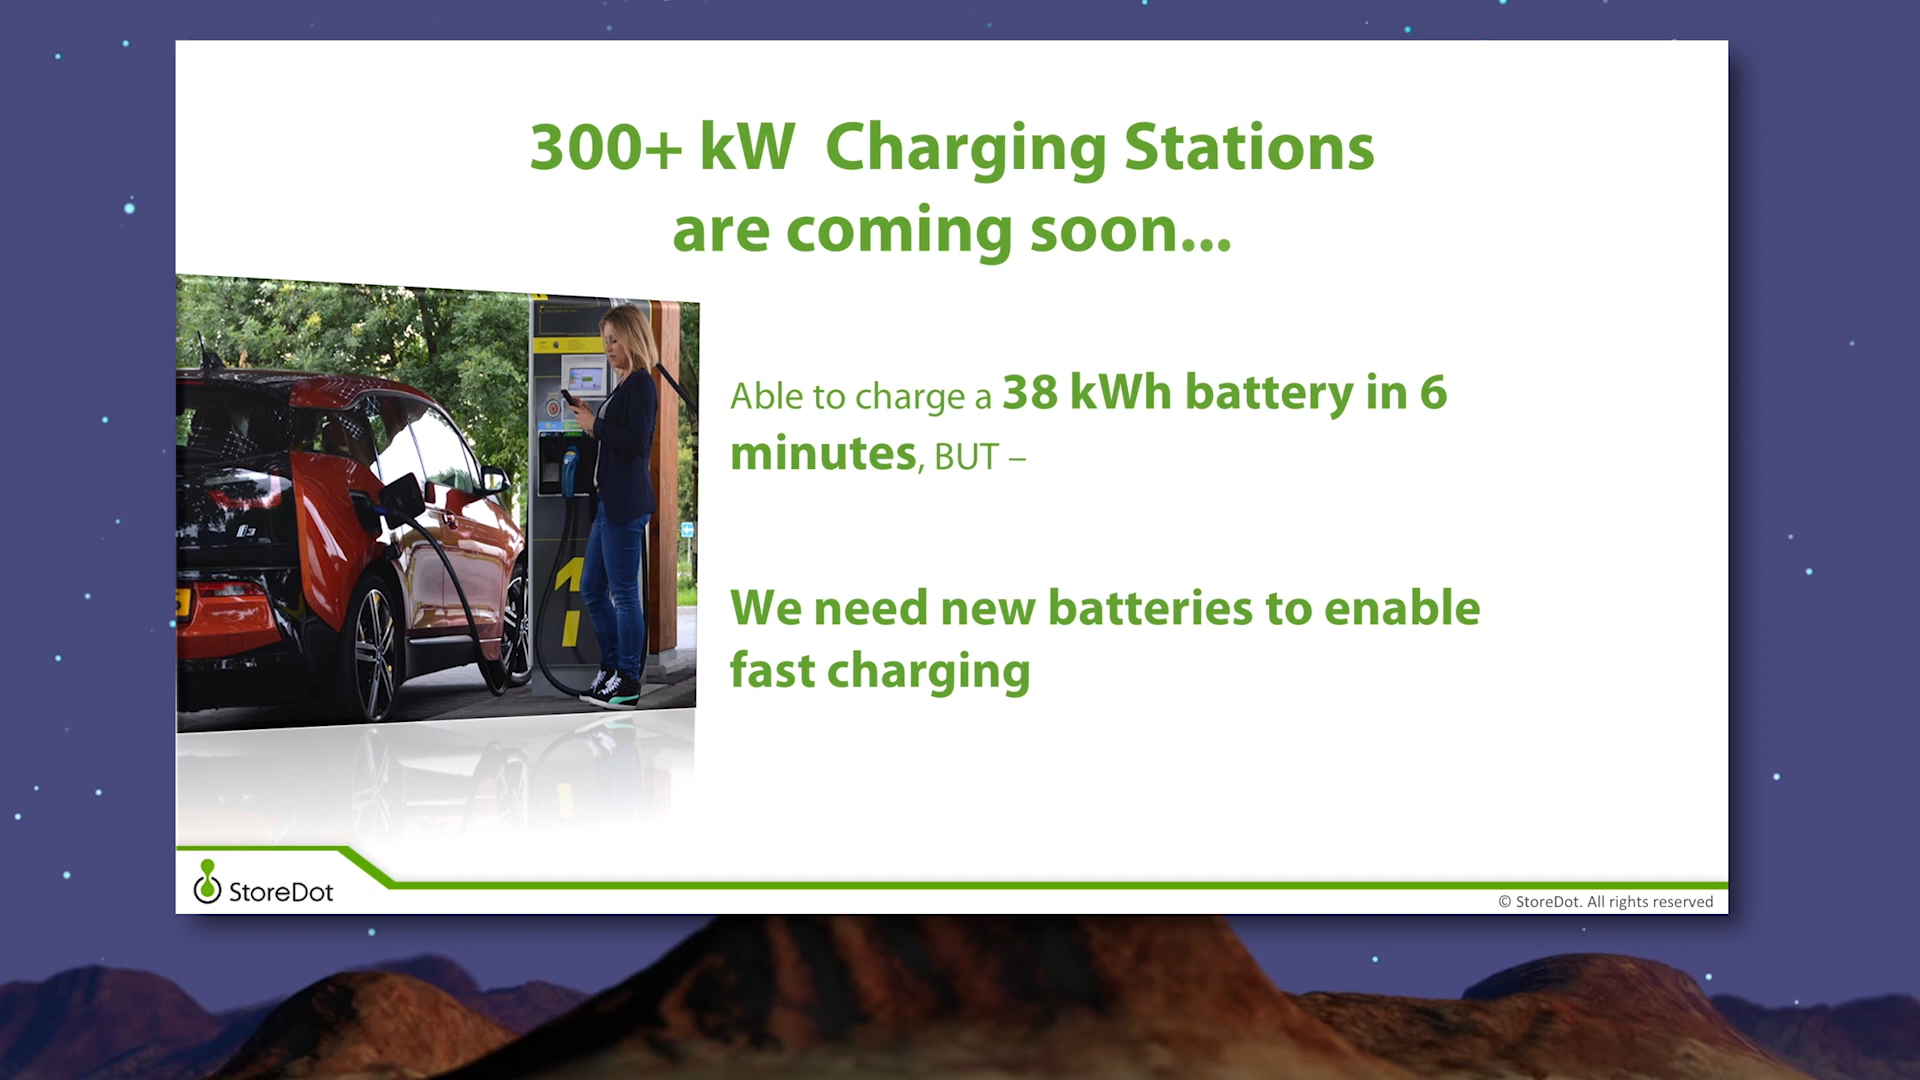 300+ kW  Charging Stations
are coming soon...
Able to charge a 38 kWh battery in 6
minutes, BUT –
We need new batteries to enable
fast charging
1
StoreDot
© StoreDot. All rights reserved